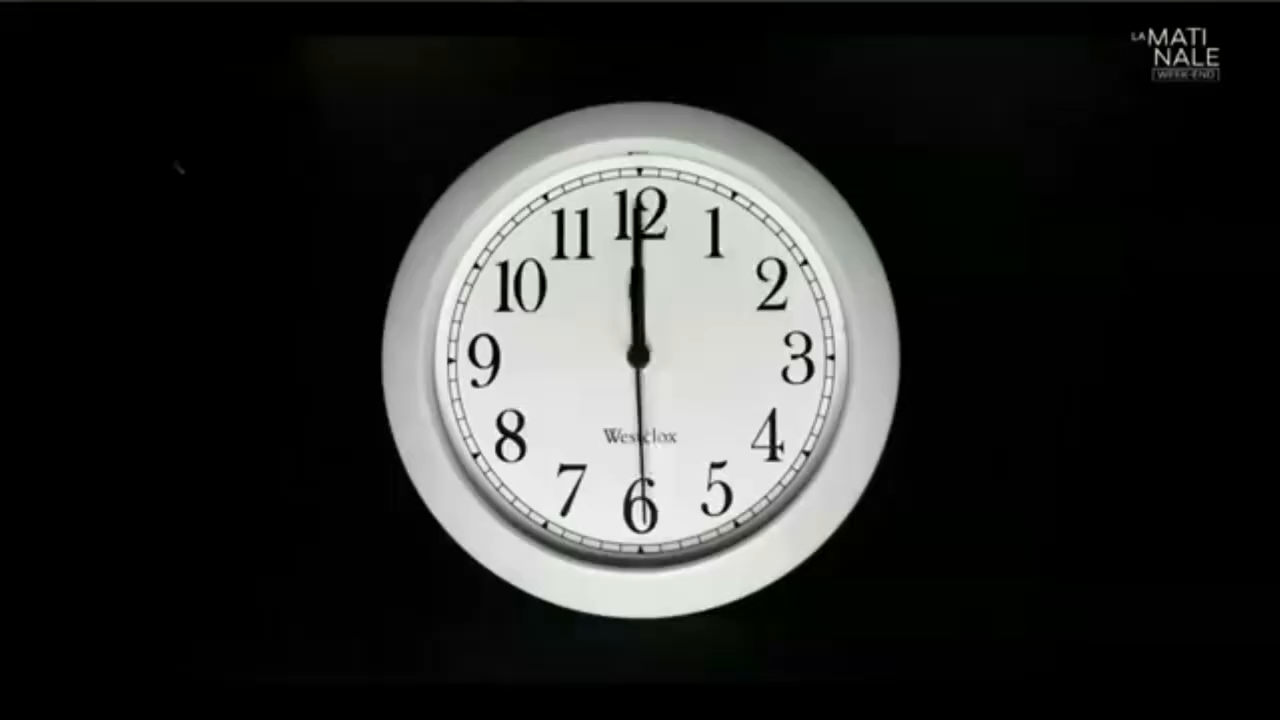 LA MATI
NALE
WEEK-END
12
11 1
10 2
9 3
Westclox
8 4
7 5
6